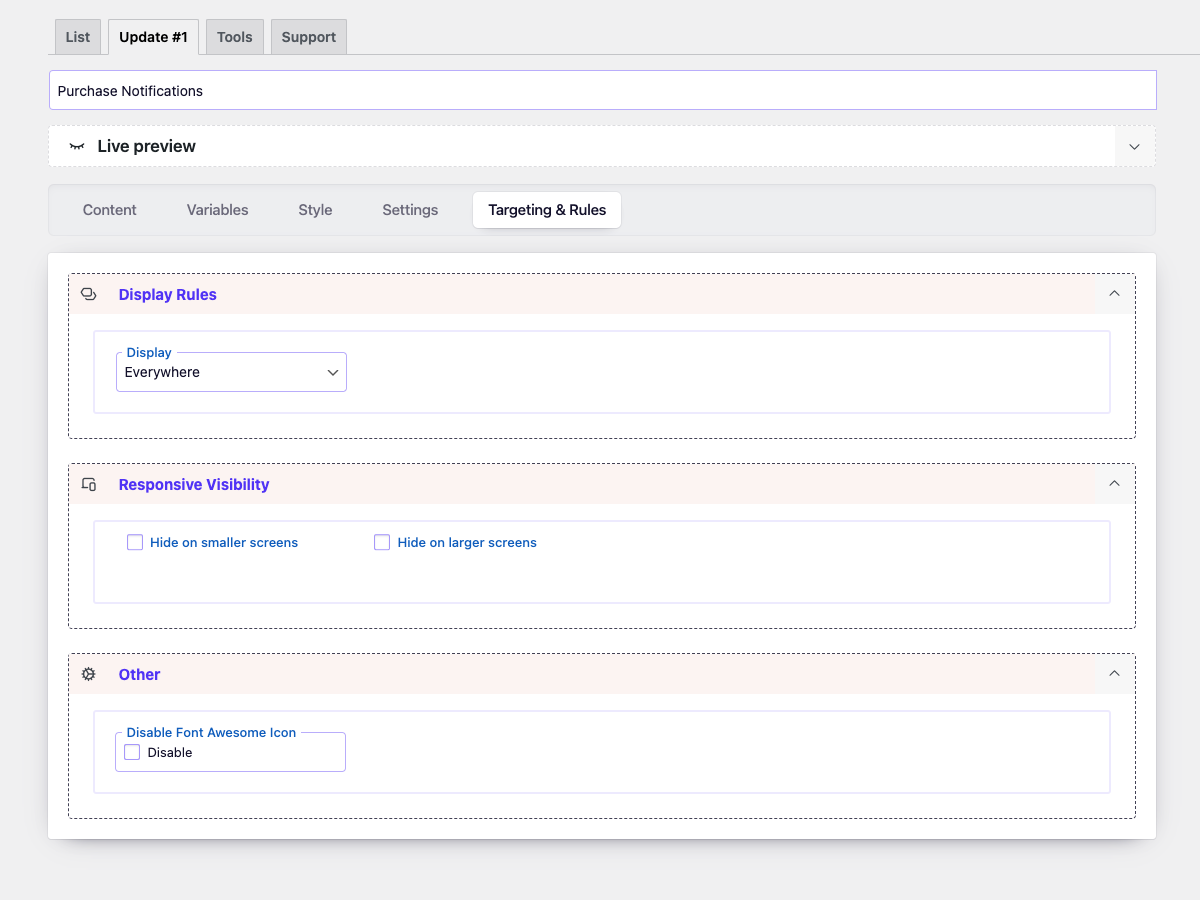 List
Update #1
Tools
Support
Purchase Notifications
Live preview
Content
Variables
Style
Settings
Targeting & Rules
Display Rules
Display
Everywhere
Responsive Visibility
Hide on smaller screens
Hide on larger screens
Other
Disable Font Awesome Icon
Disable